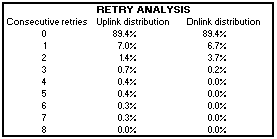 RETRY ANALYSIS
Consecutive retries Uplink distribution Dnlink distribution
0 89.4% 89.4%
1 7.0% 6.7%
2 1.4% 3.7%
3 0.7% 0.2%
4 0.4% 0.0%
5 0.4% 0.0%
6 0.3% 0.0%
7 0.3% 0.0%
8 0.0% 0.0%